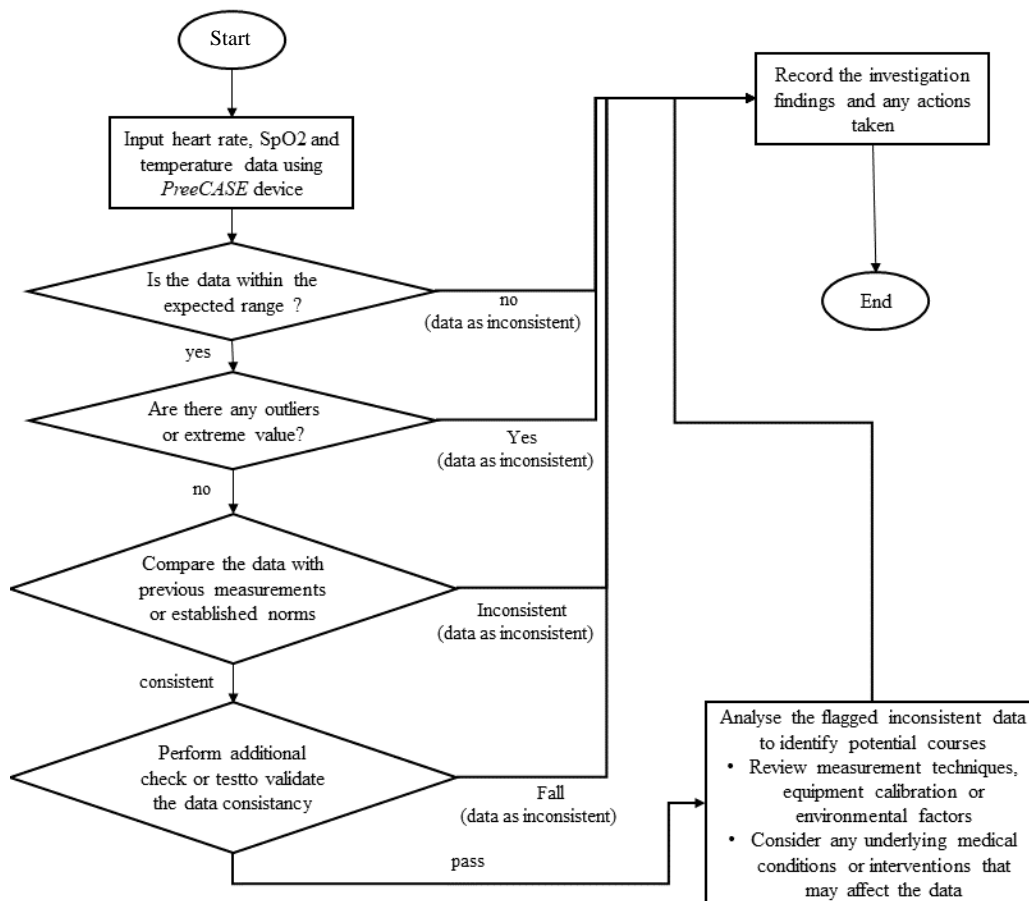 Start
Input heart rate, SpO2 and
temperature data using
PreeCASE device
Is the data within the
expected range ?
no
(data as inconsistent)
yes
Are there any outliers
or extreme value?
Yes
(data as inconsistent)
no
Compare the data with
previous measurements
or established norms
Inconsistent
(data as inconsistent)
consistent
Perform additional
check or testto validate
the data consistancy
Fall
(data as inconsistent)
pass
Analyse the flagged inconsistent data
to identify potential courses
• Review measurement techniques,
equipment calibration or
environmental factors
• Consider any underlying medical
conditions or interventions that
may affect the data
Record the investigation
findings and any actions
taken
End